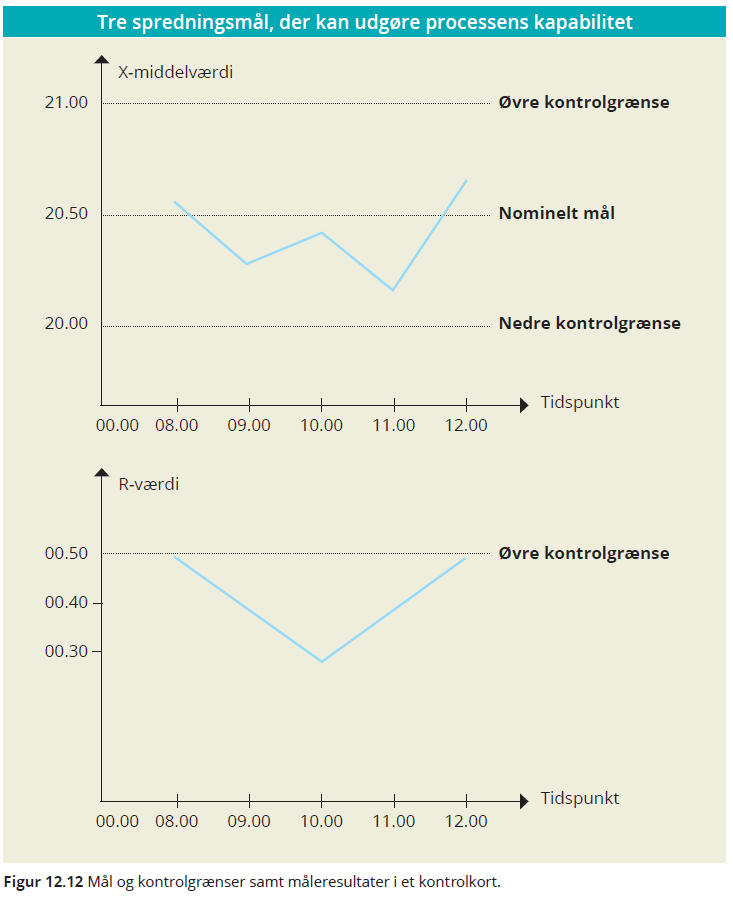 Tre spredningsmål, der kan udgøre processens kapabilitet
X-middelværdi
21.00 Øvre kontrolgrænse
20.50 Nominelt mål
20.00 Nedre kontrolgrænse
Tidspunkt
00.00 08.00 09.00 10.00 11.00 12.00
R-værdi
00.50 Øvre kontrolgrænse
00.40
00.30
Tidspunkt
00.00 08.00 09.00 10.00 11.00 12.00
Figur 12.12 Mål og kontrolgrænser samt måleresultater i et kontrolkort.